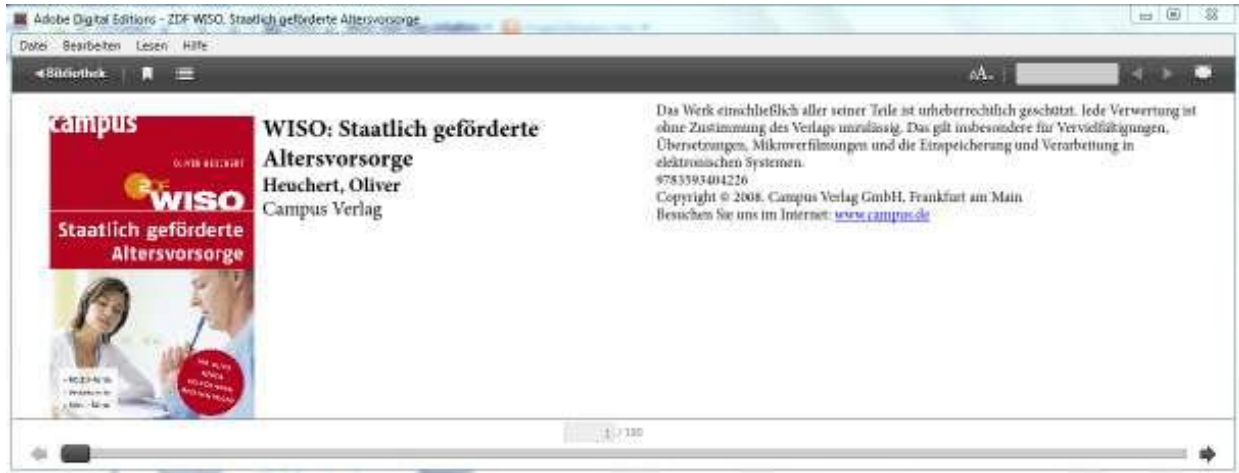 Adobe Digital Editions - ZDF WISO. Staatlich geförderte Altersvorsorge
Datei Bearbeiten Lesen Hilfe
Bibliothek
AA
campus
OLIVER HEUCHERT
ZDF
WISO
Staatlich geförderte
Altersvorsorge
WISO: Staatlich geförderte
Altersvorsorge
Heuchert, Oliver
Campus Verlag
Das Werk einschließlich aller seiner Teile ist urheberrechtlich geschützt. Jede Verwertung ist
ohne Zustimmung des Verlags unzulässig. Das gilt insbesondere für Vervielfältigungen,
Übersetzungen, Mikroverfilmungen und die Einspeicherung und Verarbeitung in
elektronischen Systemen.
9783593404226
Copyright © 2008. Campus Verlag GmbH, Frankfurt am Main
Besuchen Sie uns im Internet: www.campus.de
1 /